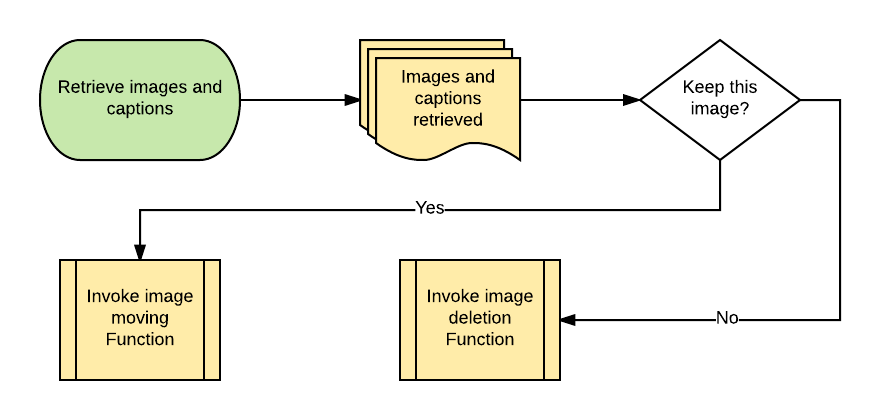 Retrieve images and
captions
Images and
captions
retrieved
Keep this
image?
Yes
Invoke image
moving
Function
Invoke image
deletion
Function
No